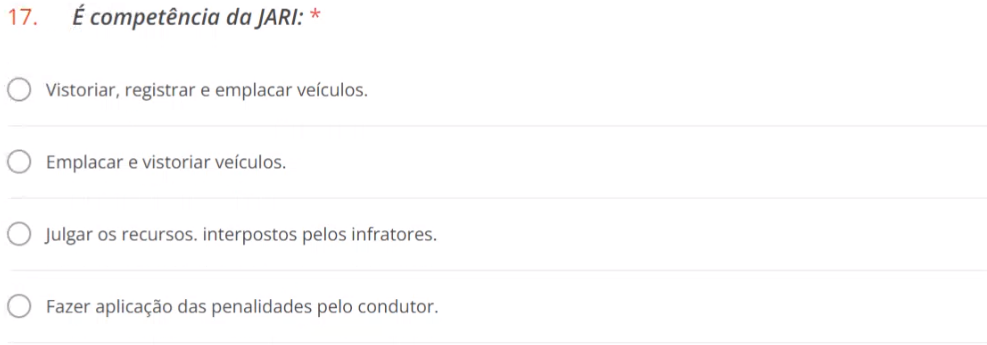 17. É competência da JARI: *
Vistoriar, registrar e emplacar veículos.
Emplacar e vistoriar veículos.
Julgar os recursos. interpostos pelos infratores.
Fazer aplicação das penalidades pelo condutor.